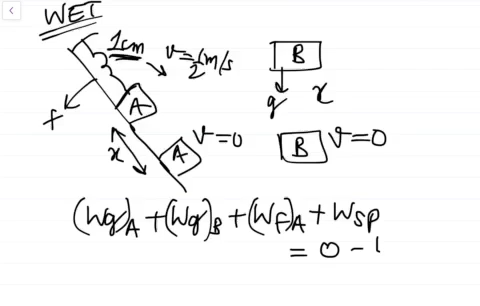 WET
1cm
v=1/2 m/s
B
A
g
x
f
x
A
v=0
B
v=0
(Wg)A + (Wg)B + (Wf)A + Wsp
= 0 -